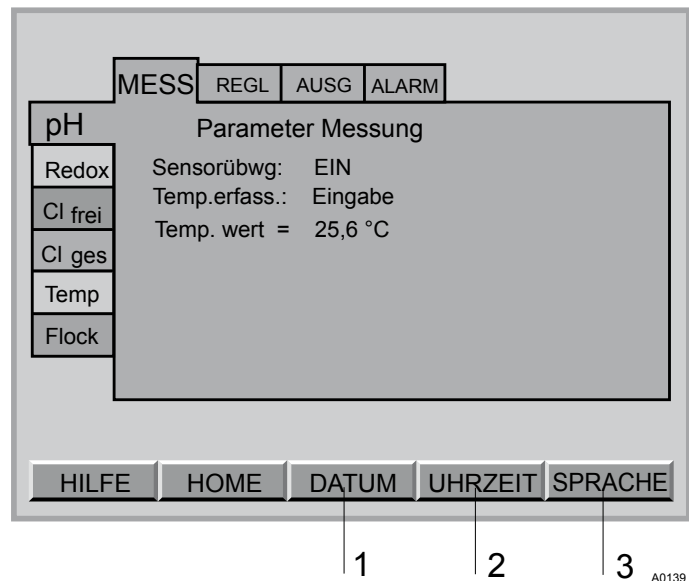 MESS REGL AUSG ALARM
pH Parameter Messung
Redox Sensorübwg: EIN
Temp.erfass.: Eingabe
Cl frei
Temp. wert = 25,6 °C
Cl ges
Temp
Flock
HILFE HOME DATUM UHRZEIT SPRACHE
1 2 3
A0139